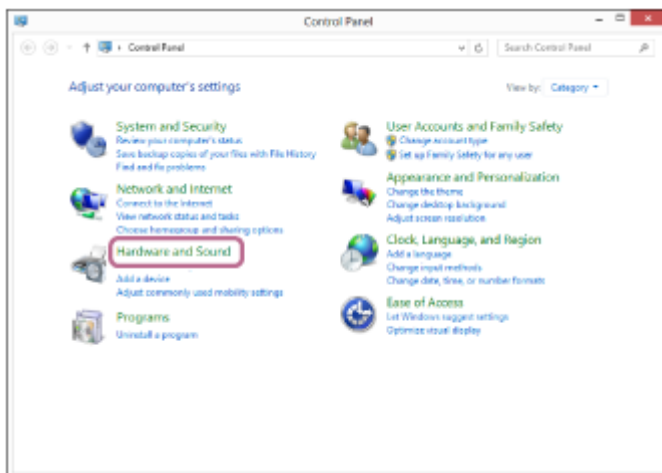 Control Panel
Control Panel
Search Control Panel
Adjust your computer's settings
View by: Category
System and Security
Review your computer's status
Save backup copies of your files with File History
Find and fix problems
Network and Internet
Connect to the Internet
View network status and tasks
Choose homegroup and sharing options
Hardware and Sound
Add a device
Adjust commonly used mobility settings
Programs
Uninstall a program
User Accounts and Family Safety
Change account type
Set up Family Safety for any user
Appearance and Personalization
Change the theme
Change desktop background
Adjust screen resolution
Clock, Language, and Region
Add a language
Change input methods
Change date, time, or number formats
Ease of Access
Let Windows suggest settings
Optimize visual display